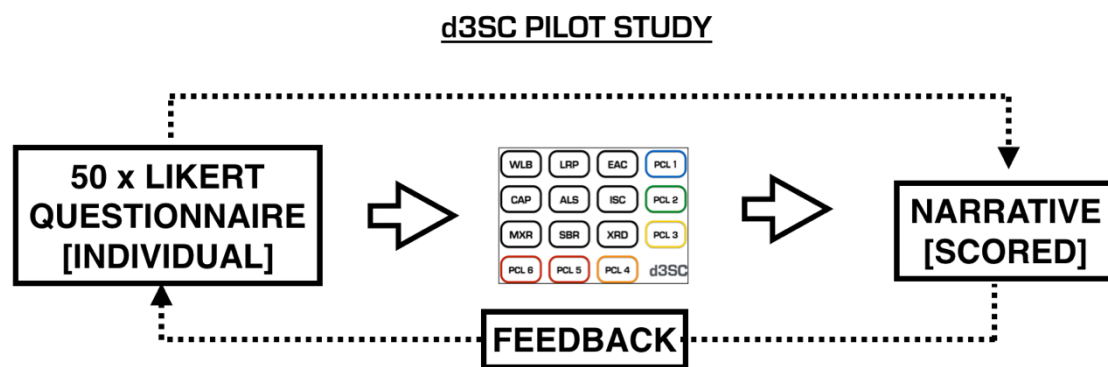 d3SC PILOT STUDY
50 x LIKERT
QUESTIONNAIRE
[INDIVIDUAL]
WLB LRP EAC PCL 1
CAP ALS ISC PCL 2
MXR SBR XRD PCL 3
PCL 6 PCL 5 PCL 4 d3SC
NARRATIVE
[SCORED]
FEEDBACK